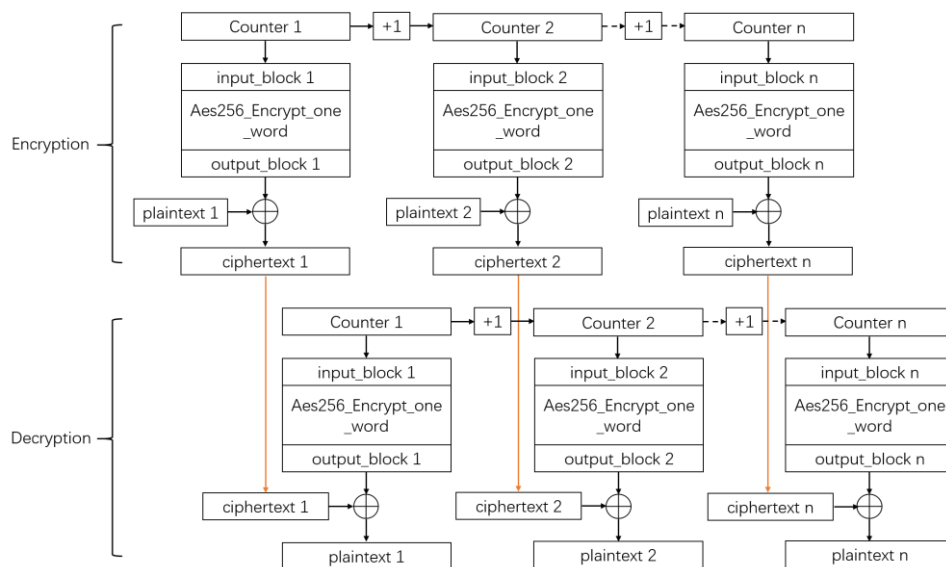 Counter 1
+1
Counter 2
+1
Counter n
input_block 1
input_block 2
input_block n
Aes256_Encrypt_one
_word
Aes256_Encrypt_one
_word
Aes256_Encrypt_one
_word
Encryption
output_block 1
output_block 2
output_block n
plaintext 1
plaintext 2
plaintext n
ciphertext 1
ciphertext 2
ciphertext n
Counter 1
+1
Counter 2
+1
Counter n
input_block 1
input_block 2
input_block n
Aes256_Encrypt_one
_word
Aes256_Encrypt_one
_word
Aes256_Encrypt_one
_word
Decryption
output_block 1
output_block 2
output_block n
ciphertext 1
ciphertext 2
ciphertext n
plaintext 1
plaintext 2
plaintext n